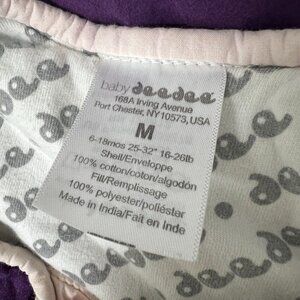 baby deedee
168A Irving Avenue
Port Chester, NY10573, USA
M
6-18mos 25-32" 16-26lb
Shell/Enveloppe
100% cotton/coton/algodón
Fill/Remplissage
100% polyester/poliéster
Made in India/Fait en Inde